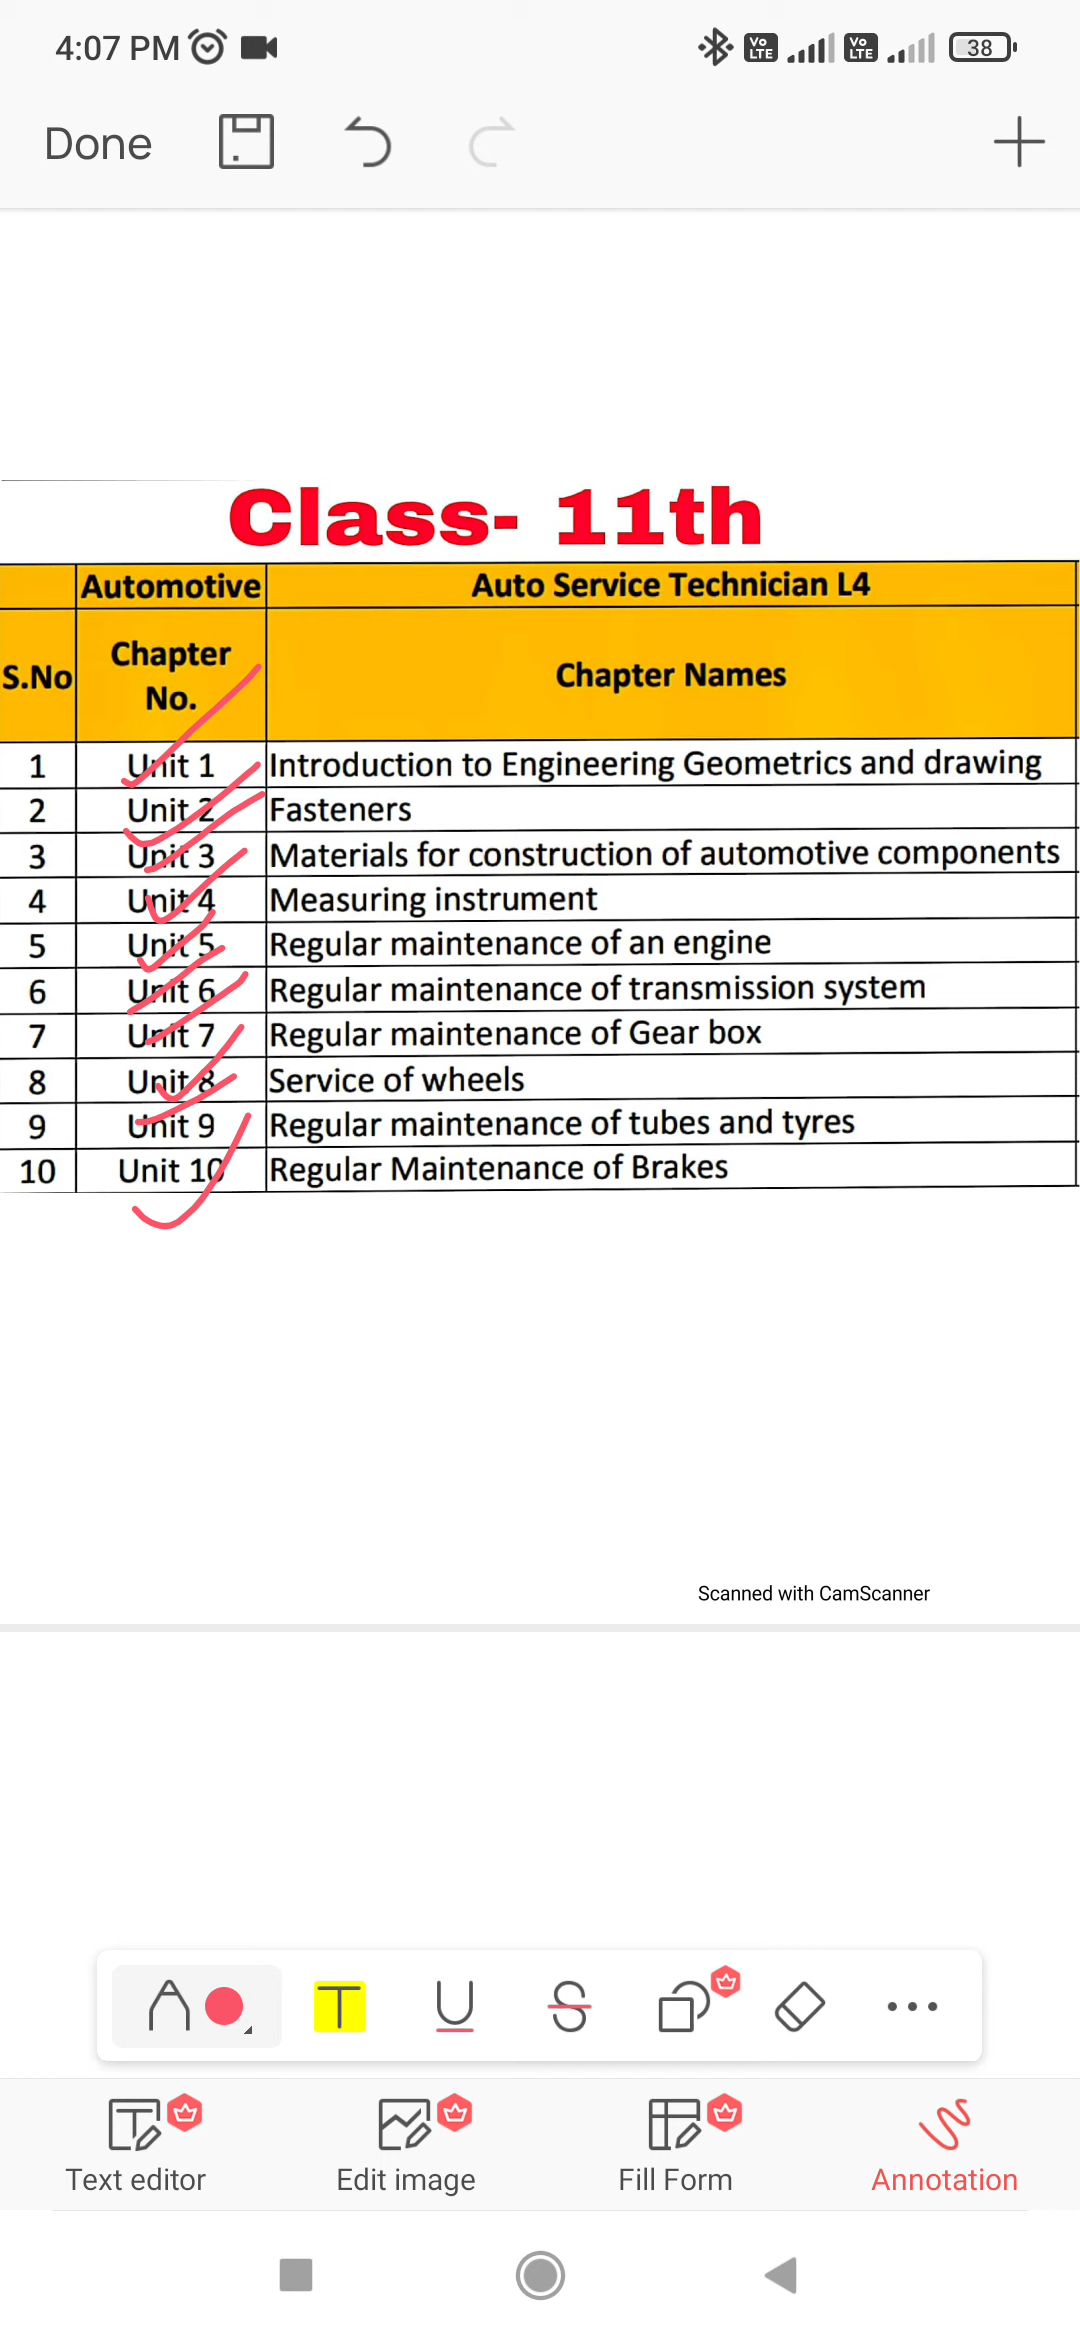 4:07 PM
Vo LTE
Vo LTE
38
Done
Class- 11th
Automotive
Auto Service Technician L4
S.No
Chapter No.
Chapter Names
1 Unit 1 Introduction to Engineering Geometrics and drawing
2 Unit 2 Fasteners
3 Unit 3 Materials for construction of automotive components
4 Unit 4 Measuring instrument
5 Unit 5 Regular maintenance of an engine
6 Unit 6 Regular maintenance of transmission system
7 Unit 7 Regular maintenance of Gear box
8 Unit 8 Service of wheels
9 Unit 9 Regular maintenance of tubes and tyres
10 Unit 10 Regular Maintenance of Brakes
Scanned with CamScanner
T U S
Text editor Edit image Fill Form Annotation